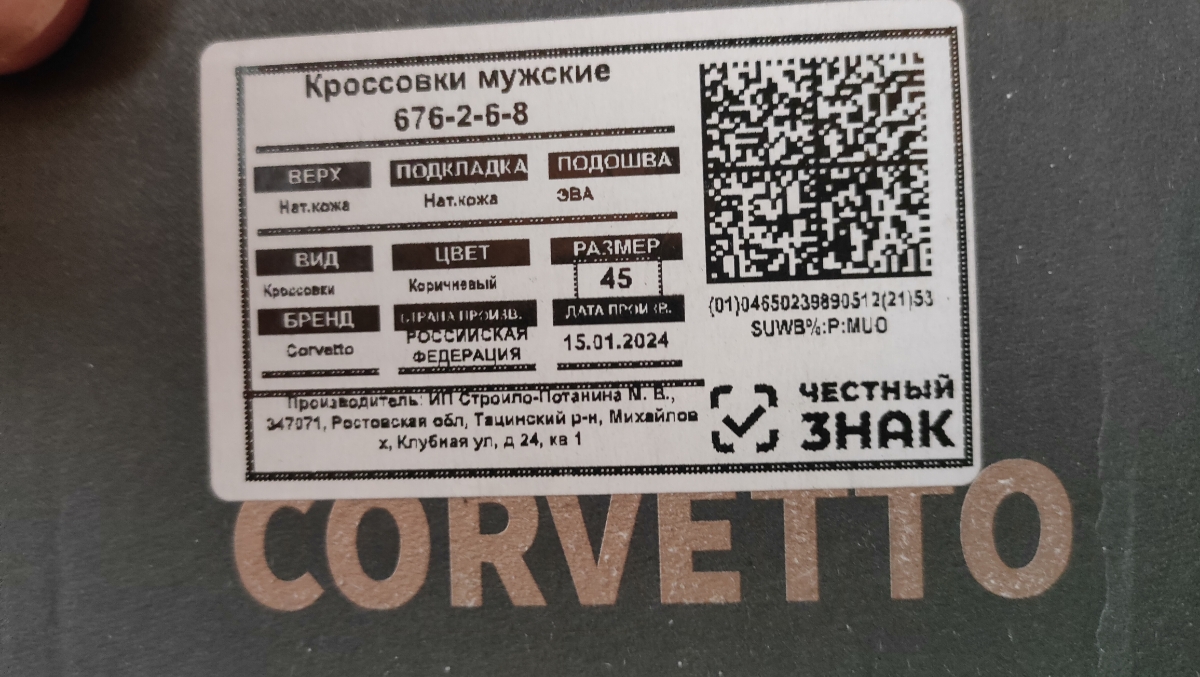 Кроссовки мужские
676-2-6-8
ВЕРХ ПОДКЛАДКА ПОДОШВА
Нат.кожа Нат.кожа ЭВА
ВИД ЦВЕТ РАЗМЕР
Кроссовки Коричневый 45
БРЕНД СТРАНА ПРОИЗВ. ДАТА ПРОИЗВ.
Corvetto РОССИЙСКАЯ ФЕДЕРАЦИЯ 15.01.2024
Производитель: ИП Строило-Потанина М. В.,
347071, Ростовская обл, Тацинский р-н, Михайлов
х, Клубная ул, д 24, кв 1
(01)04650239890512(21)53
SUWB%:P:MUO
ЧЕСТНЫЙ
ЗНАК
CORVETTO